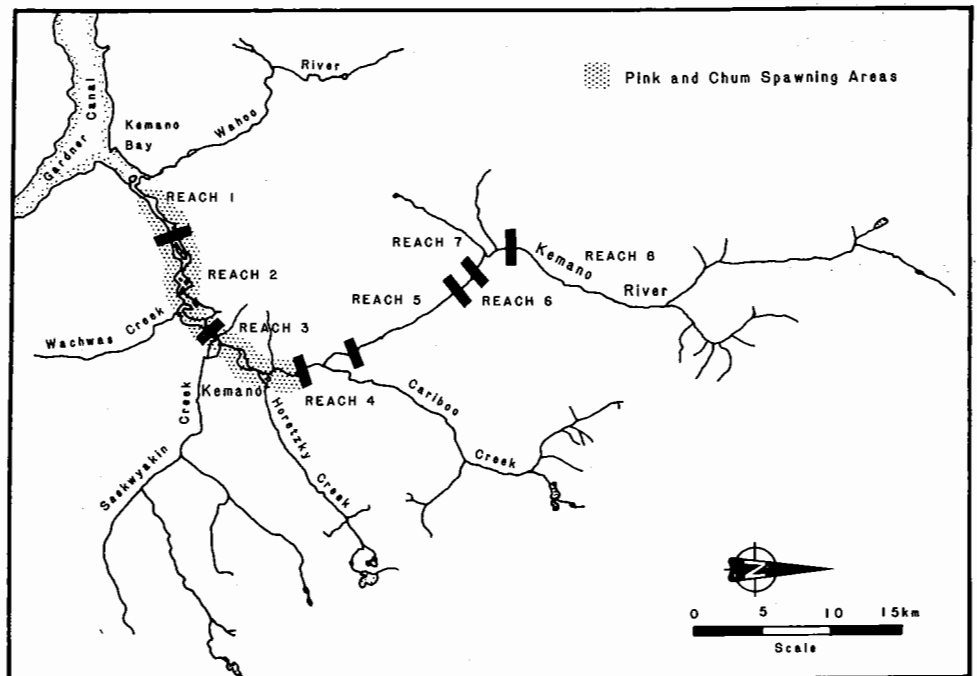 Pink and Chum Spawning Areas
River
Wahoo
Kemano
Bay
Gardner Canal
REACH 1
REACH 2
REACH 3
REACH 4
REACH 5
REACH 6
REACH 7
REACH 8
Kemano
River
Wachwas Creek
Kemano
Seekwyakin
Creek
Horetzky
Creek
Cariboo
Creek
N
0 5 10 15km
Scale